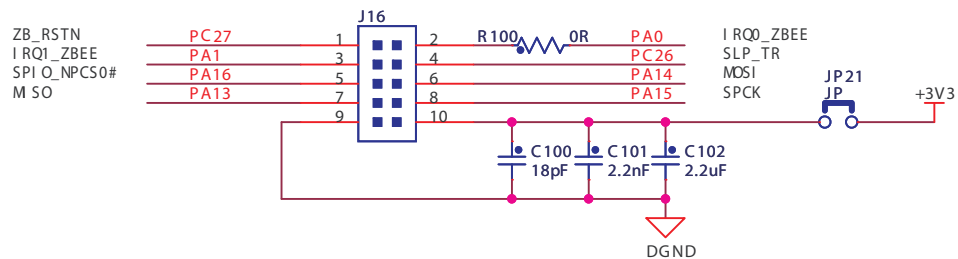 J16
ZB_RSTN PC27 1 2 R100 0R PA0 IRQ0_ZBEE
IRQ1_ZBEE PA1 3 4 PC26 SLP_TR
SPI0_NPCS0# PA16 5 6 PA14 MOSI
MISO PA13 7 8 PA15 SPCK
9 10
JP21
JP
+3V3
C100 C101 C102
18pF 2.2nF 2.2uF
DGND